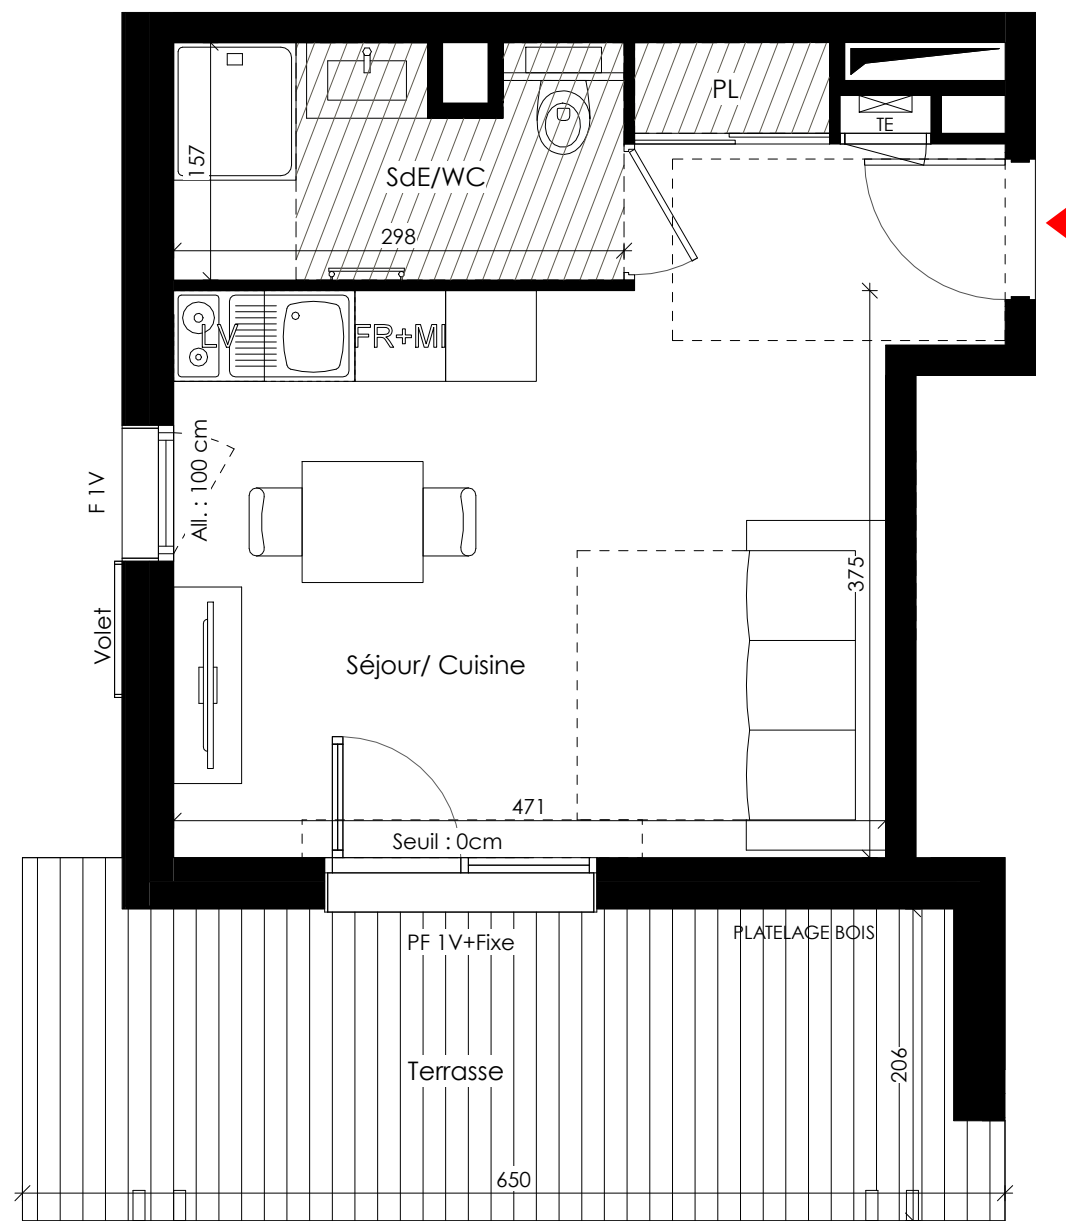 PL
TE
157
SdE/WC
298
LV
FR+MI
F 1V
All. : 100 cm
375
Volet
Séjour/ Cuisine
471
Seuil : 0cm
PF 1V+Fixe
PLATELAGE BOIS
206
Terrasse
650